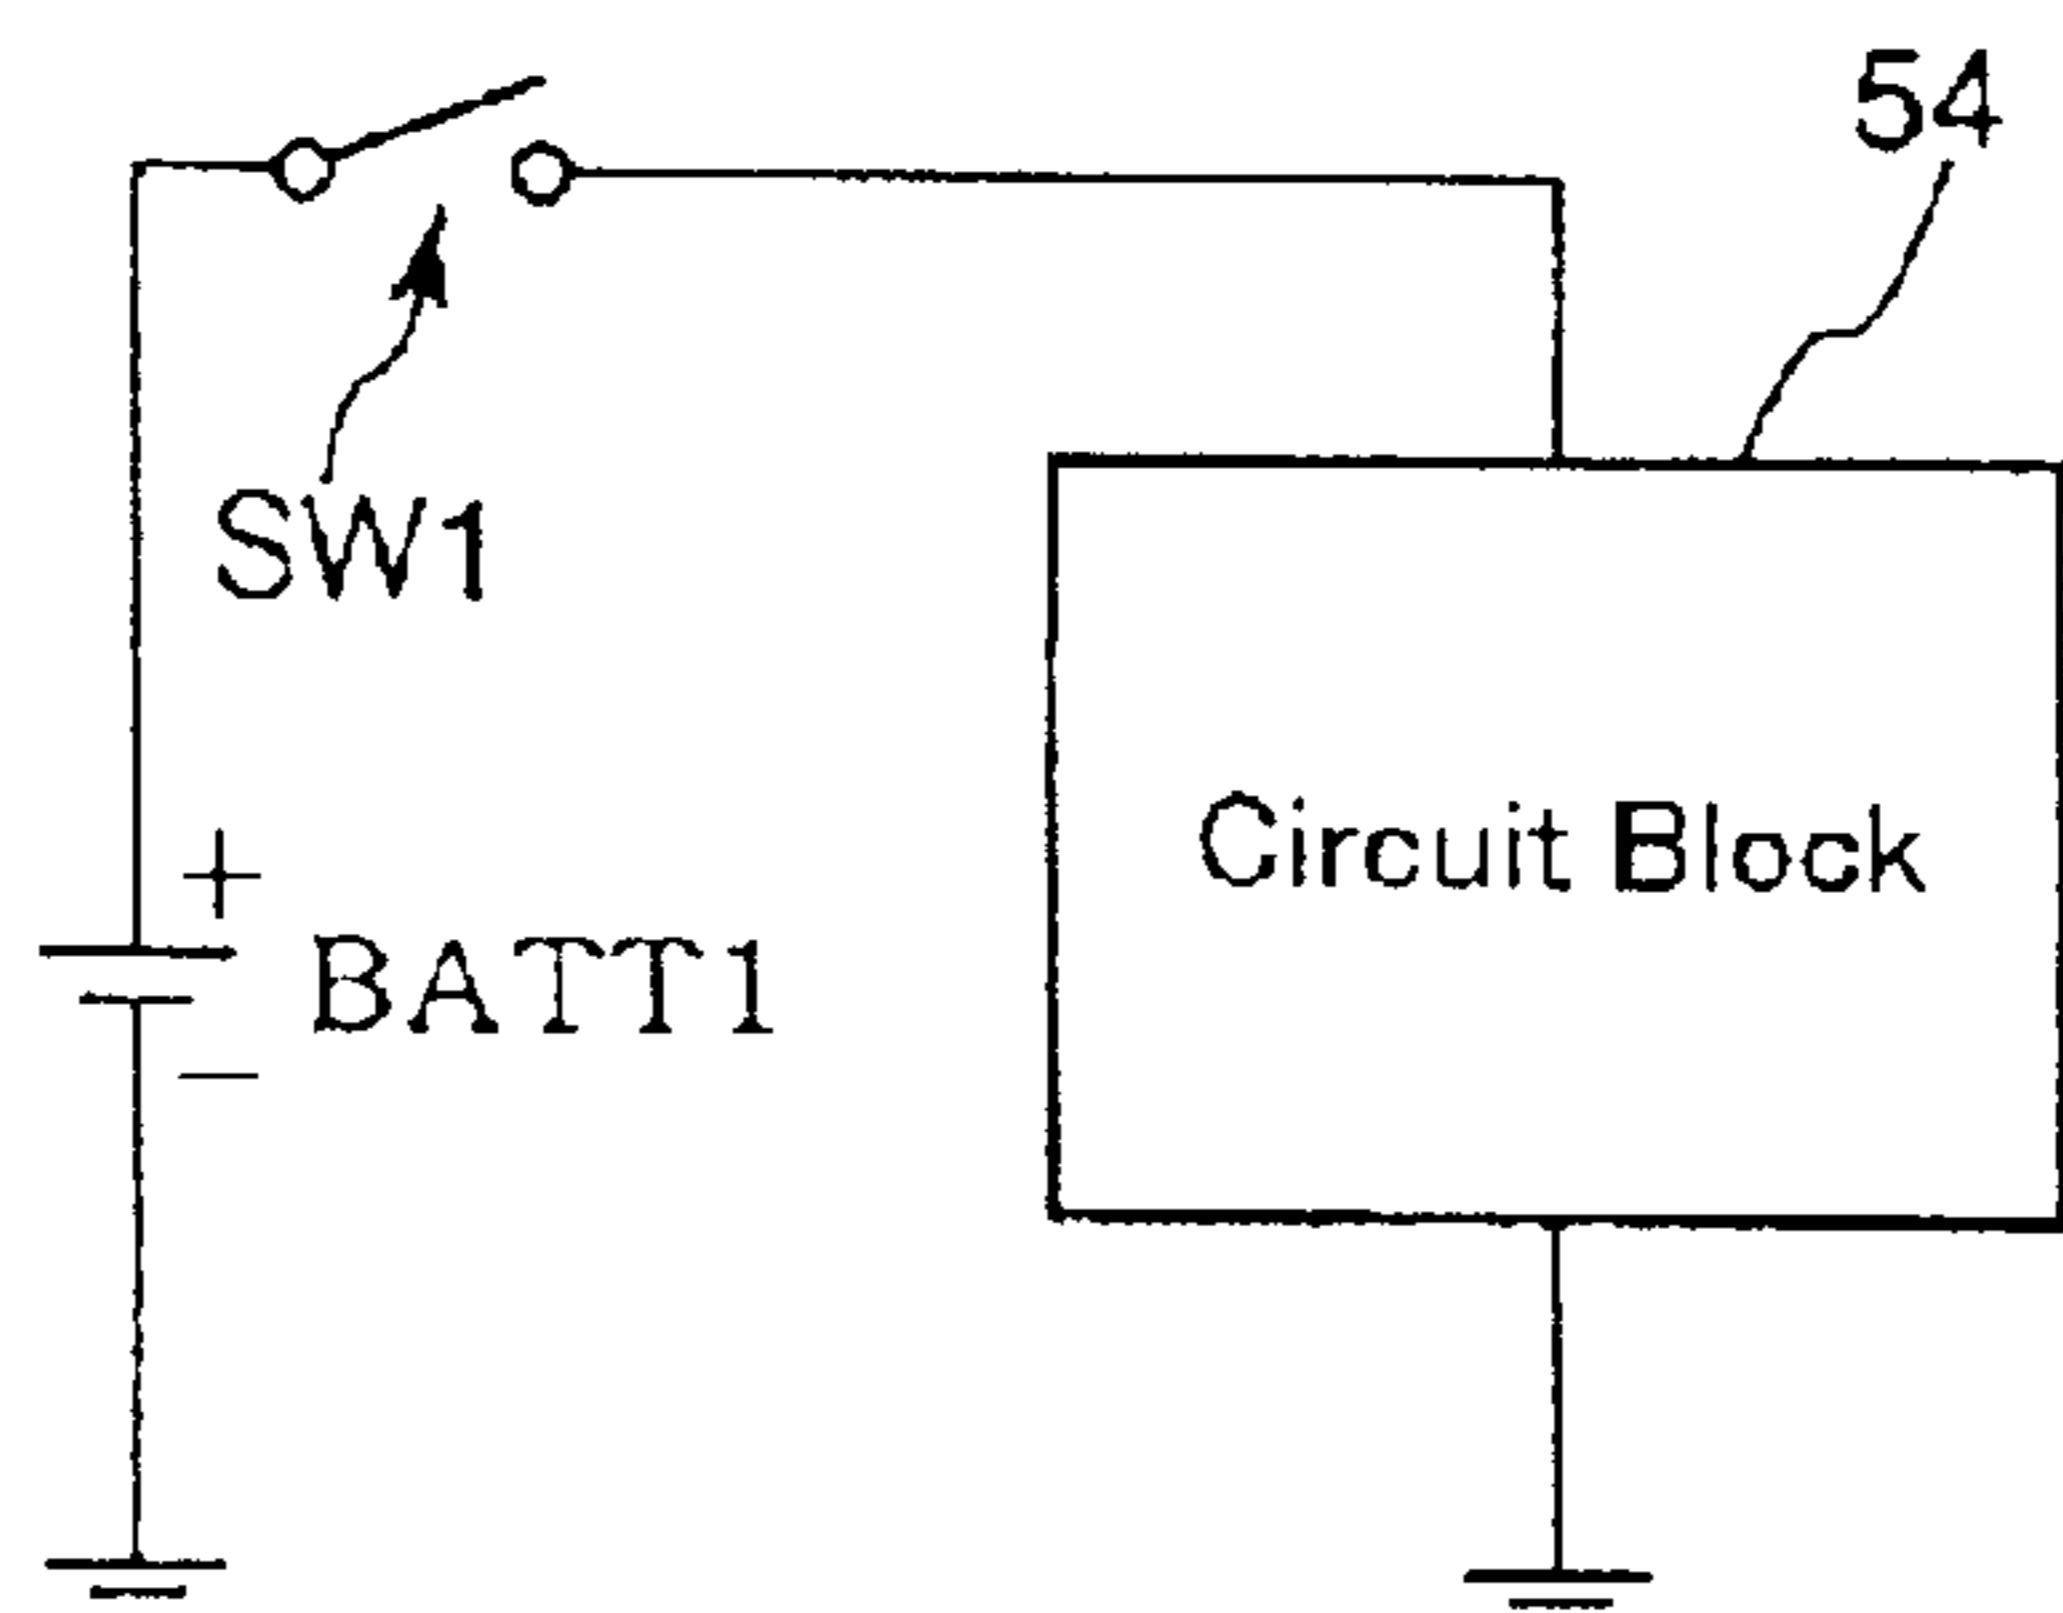 54
SW1
Circuit Block
+
BATT1
−